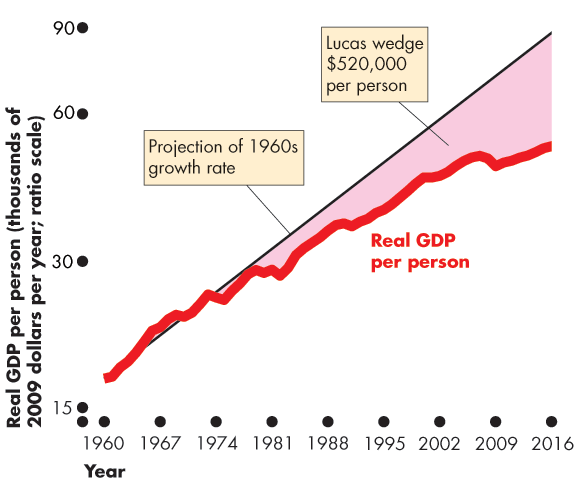 90
Lucas wedge
$520,000
per person
60
Projection of 1960s
growth rate
Real GDP per person (thousands of
2009 dollars per year; ratio scale)
Real GDP
per person
30
15
1960 1967 1974 1981 1988 1995 2002 2009 2016
Year